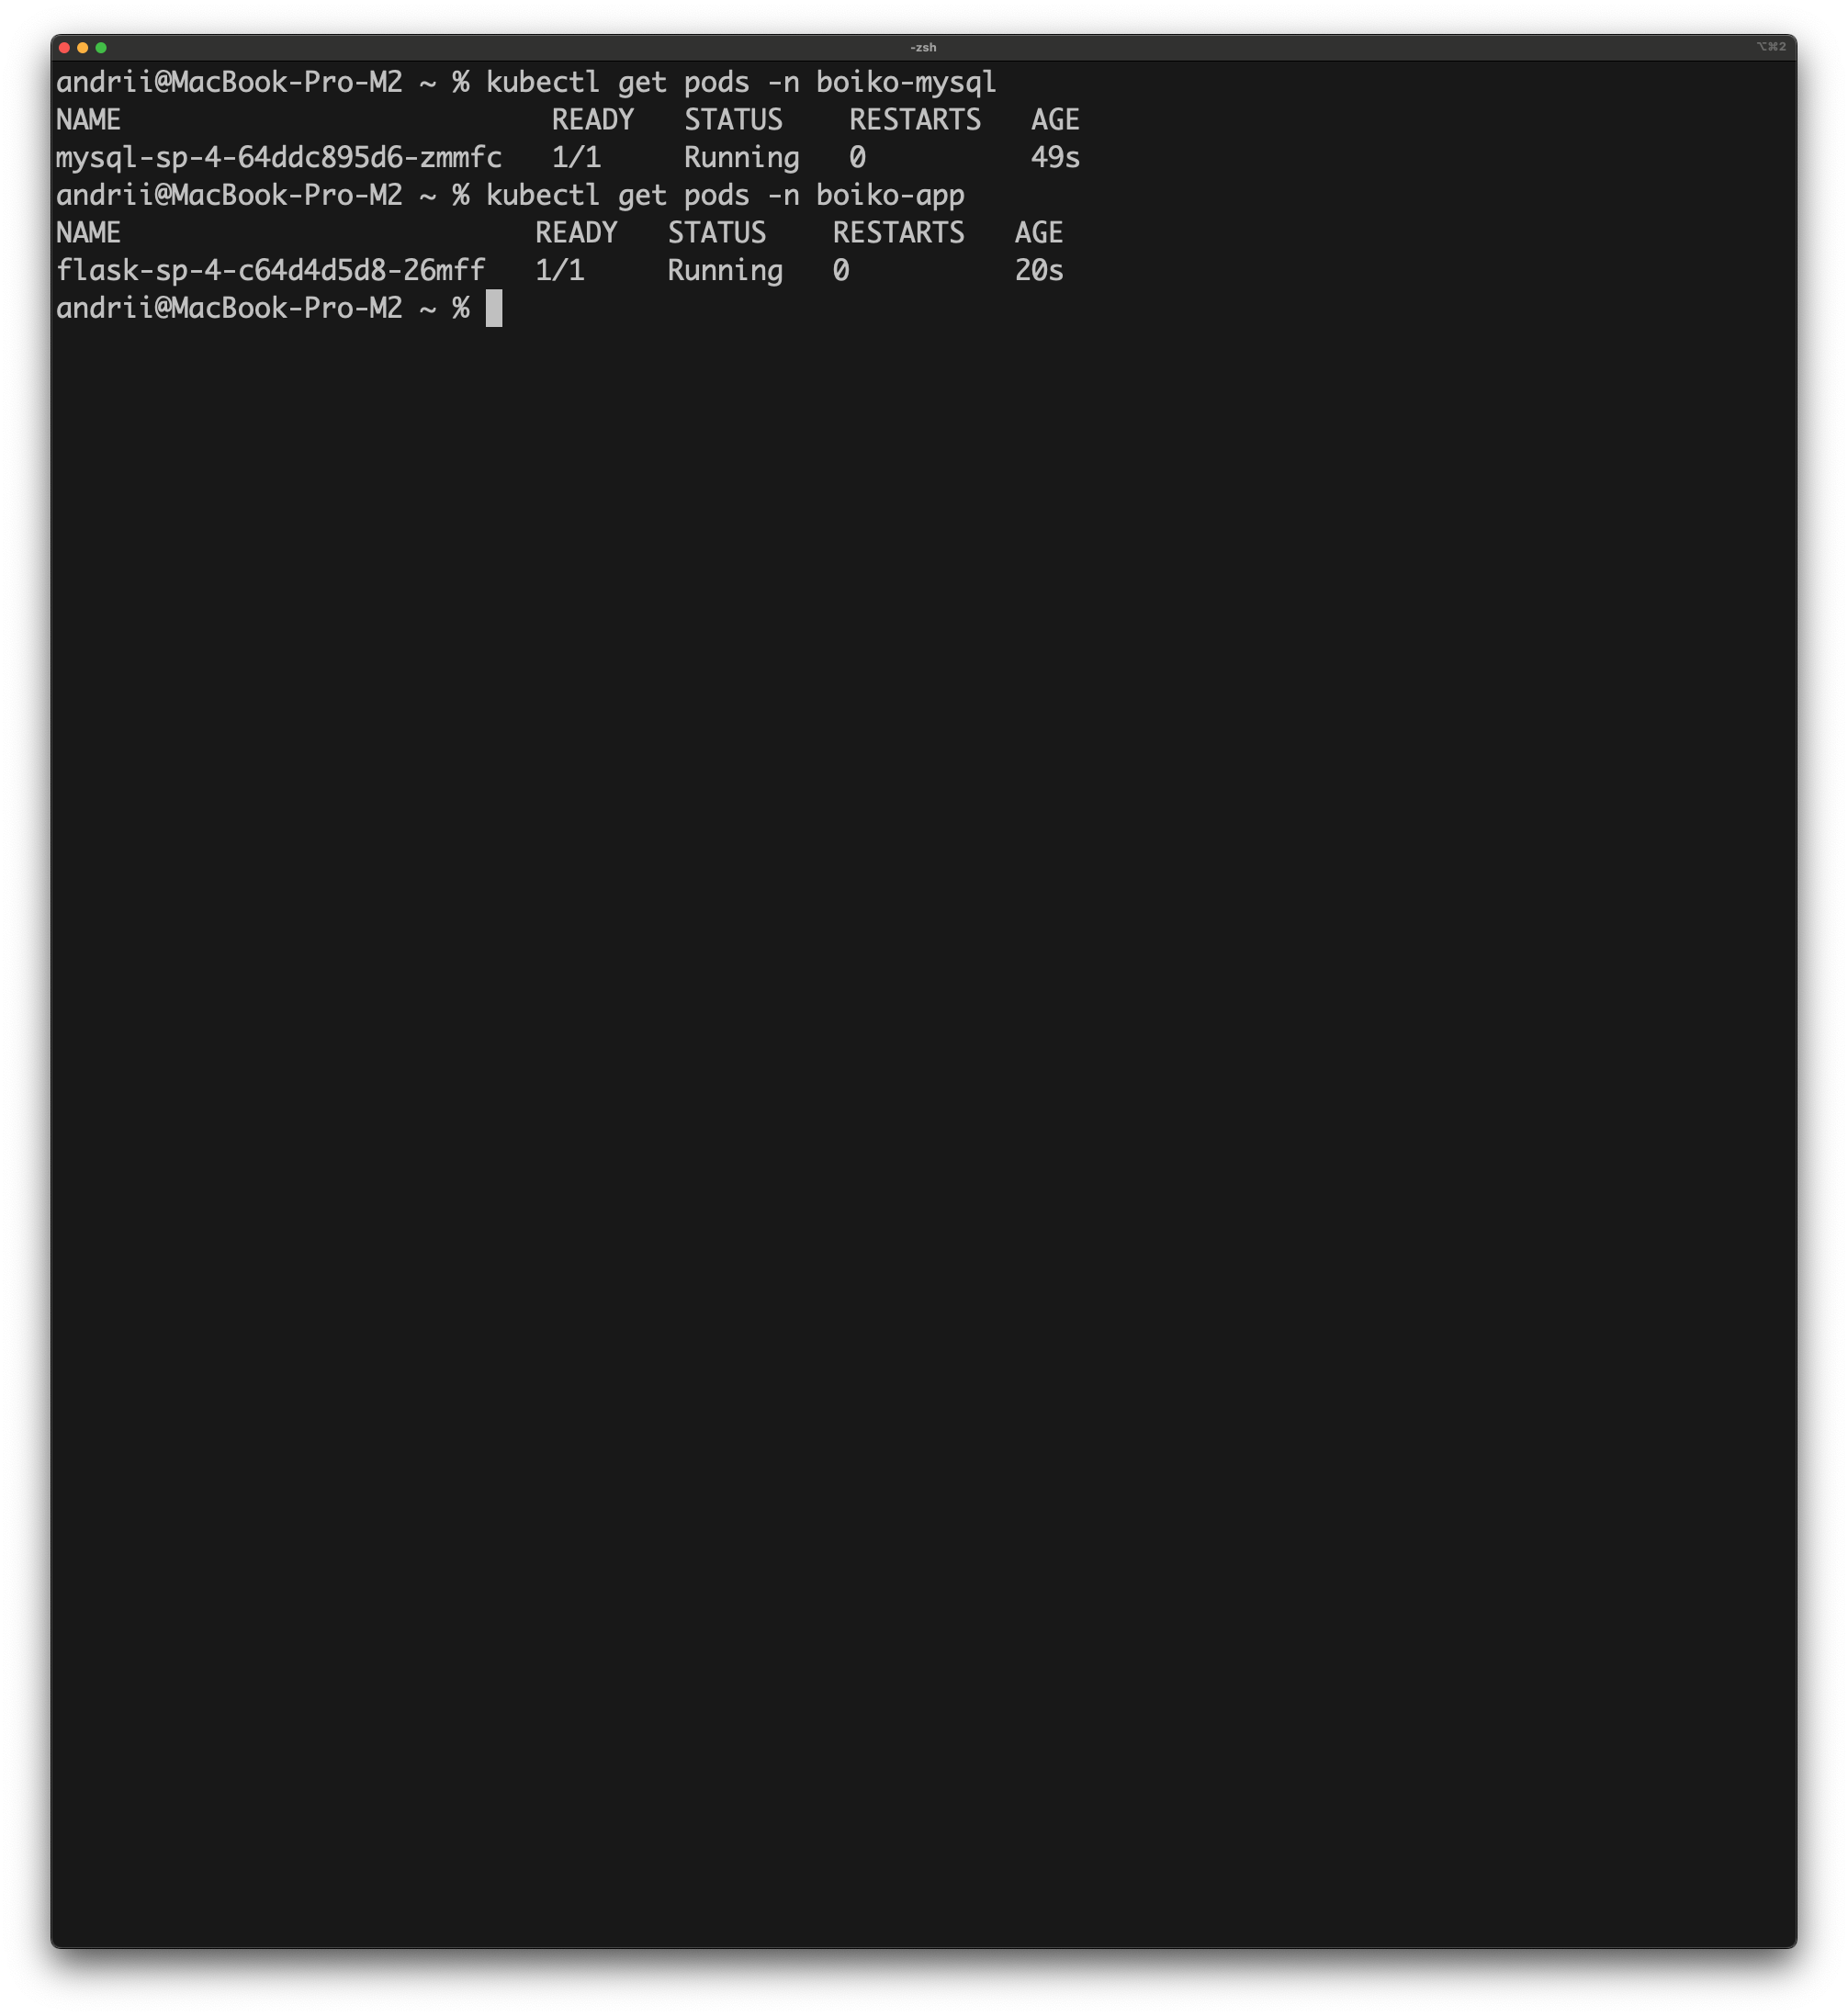 -zsh
⌥⌘2
andrii@MacBook-Pro-M2 ~ % kubectl get pods -n boiko-mysql
NAME                          READY   STATUS    RESTARTS   AGE
mysql-sp-4-64ddc895d6-zmmfc   1/1     Running   0          49s
andrii@MacBook-Pro-M2 ~ % kubectl get pods -n boiko-app
NAME                         READY   STATUS    RESTARTS   AGE
flask-sp-4-c64d4d5d8-26mff   1/1     Running   0          20s
andrii@MacBook-Pro-M2 ~ %